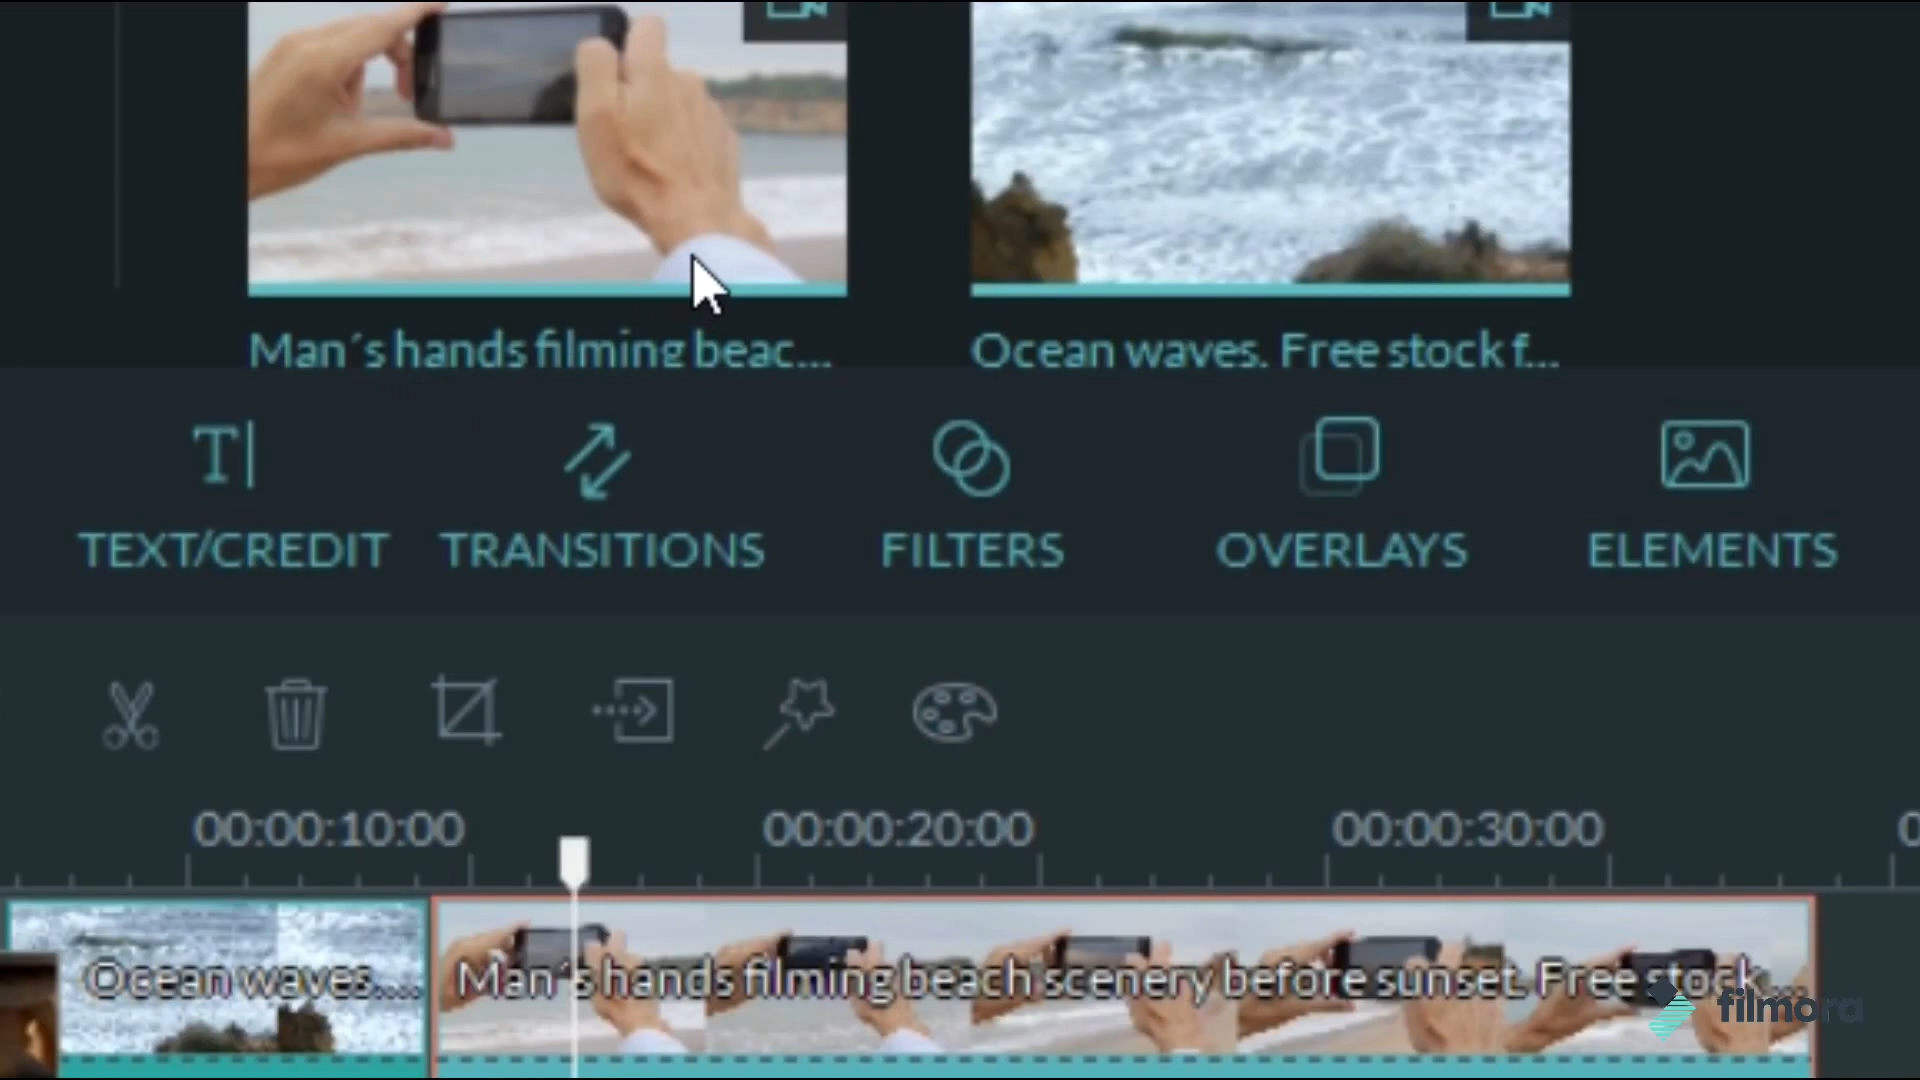 Man´s hands filming beac...
Ocean waves. Free stock f...
T|
TEXT/CREDIT
TRANSITIONS
FILTERS
OVERLAYS
ELEMENTS
00:00:10:00
00:00:20:00
00:00:30:00
0
Ocean waves....
Man´s hands filming beach scenery before sunset. Free stock...
filmora